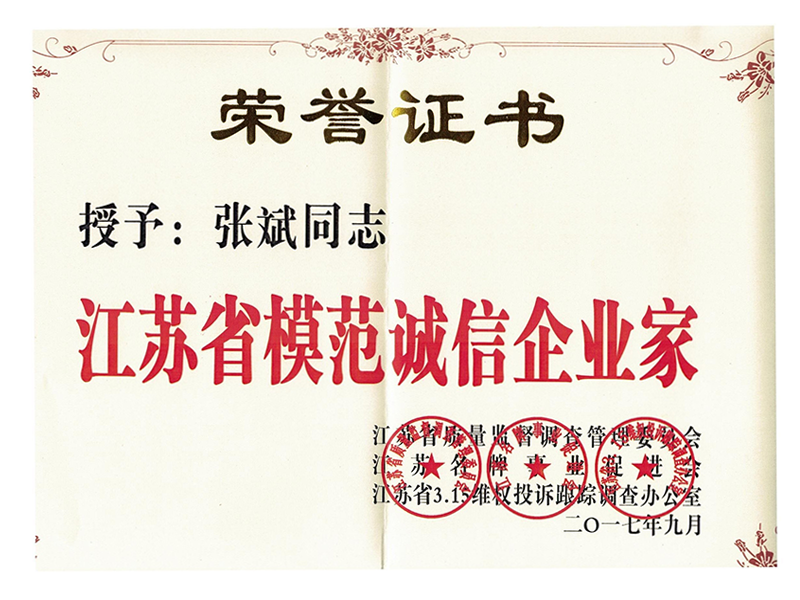 荣誉证书
授予：张斌同志
江苏省模范诚信企业家
江苏省质量监督调查管理委员会
江苏名牌事业促进会
江苏省3.15维权投诉跟踪调查办公室
二〇一七年九月